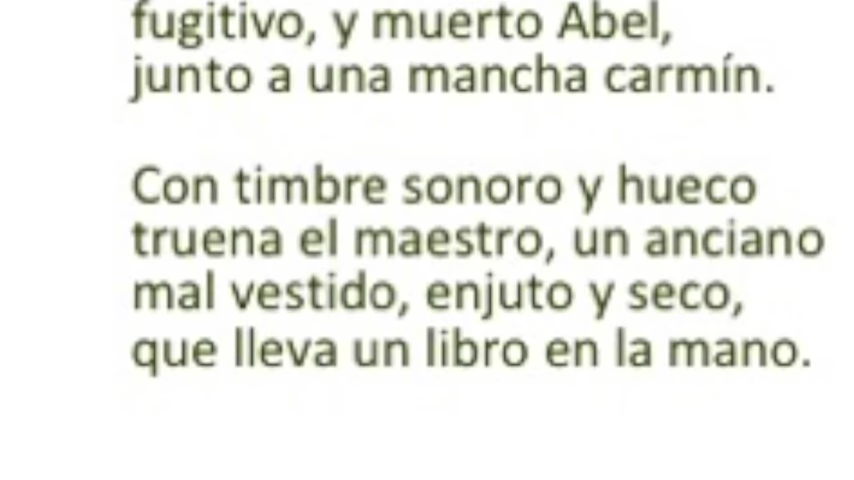 fugitivo, y muerto Abel,
junto a una mancha carmín.
Con timbre sonoro y hueco
truena el maestro, un anciano
mal vestido, enjuto y seco,
que lleva un libro en la mano.